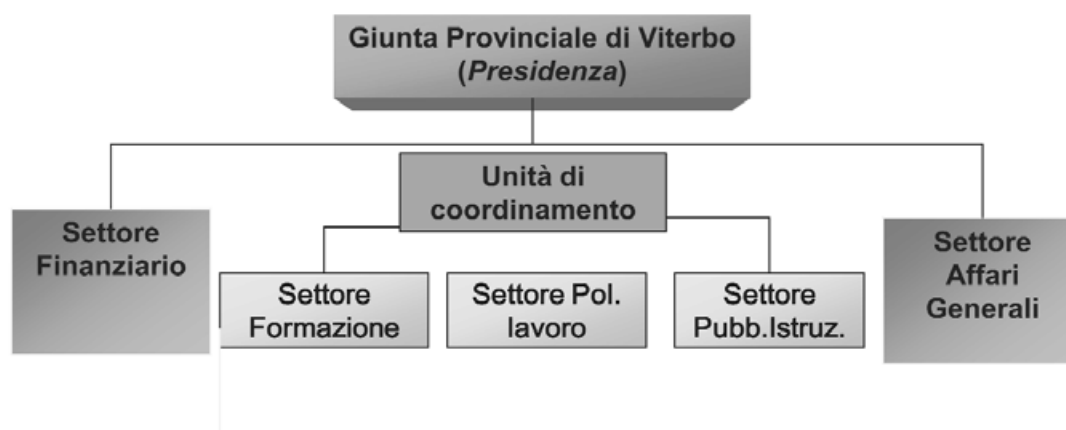 Giunta Provinciale di Viterbo
(Presidenza)
Unità di
coordinamento
Settore
Finanziario
Settore
Affari
Generali
Settore
Formazione
Settore Pol.
lavoro
Settore
Pubb.Istruz.